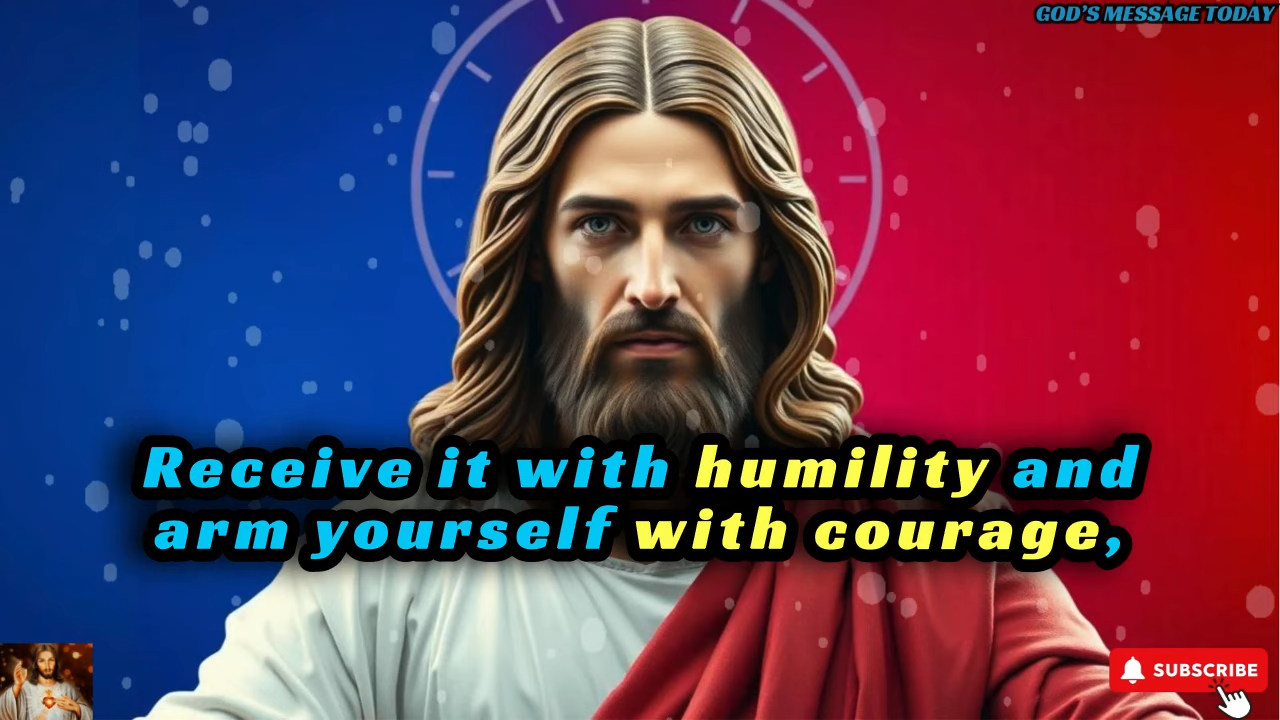 GOD'S MESSAGE TODAY
Receive it with humility and
arm yourself with courage,
SUBSCRIBE